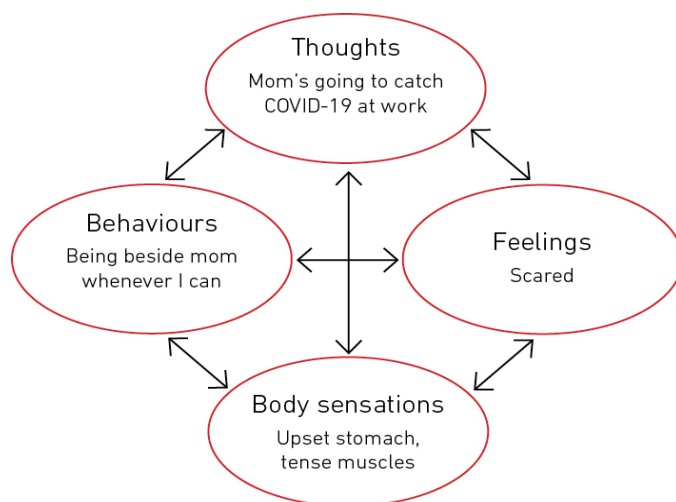 Thoughts
Mom's going to catch
COVID-19 at work
Behaviours
Being beside mom
whenever I can
Feelings
Scared
Body sensations
Upset stomach,
tense muscles